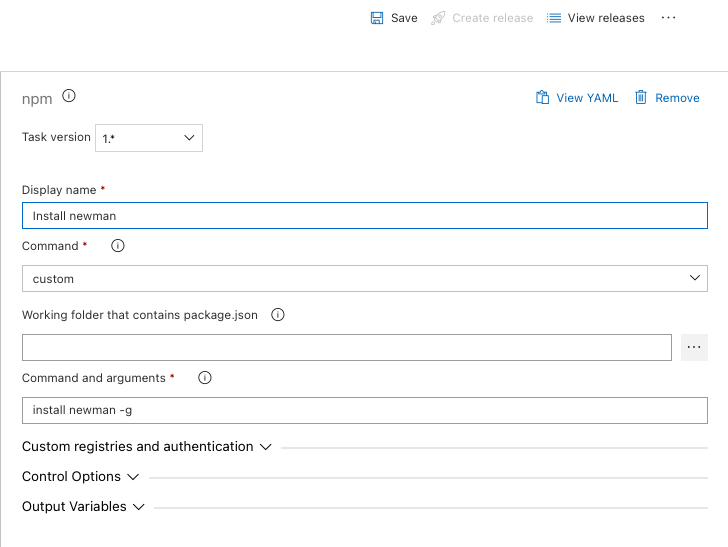 Save Create release View releases ...
npm
View YAML Remove
Task version 1.*
Display name *
Install newman
Command *
custom
Working folder that contains package.json
...
Command and arguments *
install newman -g
Custom registries and authentication
Control Options
Output Variables